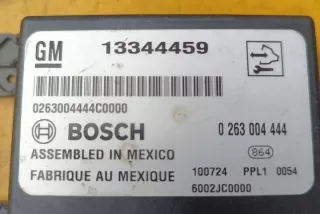 GM 13344459
0263004444C0000
BOSCH 0 263 004 444
ASSEMBLED IN MEXICO 864
FABRIQUE AU MEXIQUE 100724 PPL1 0054
6002JC0000